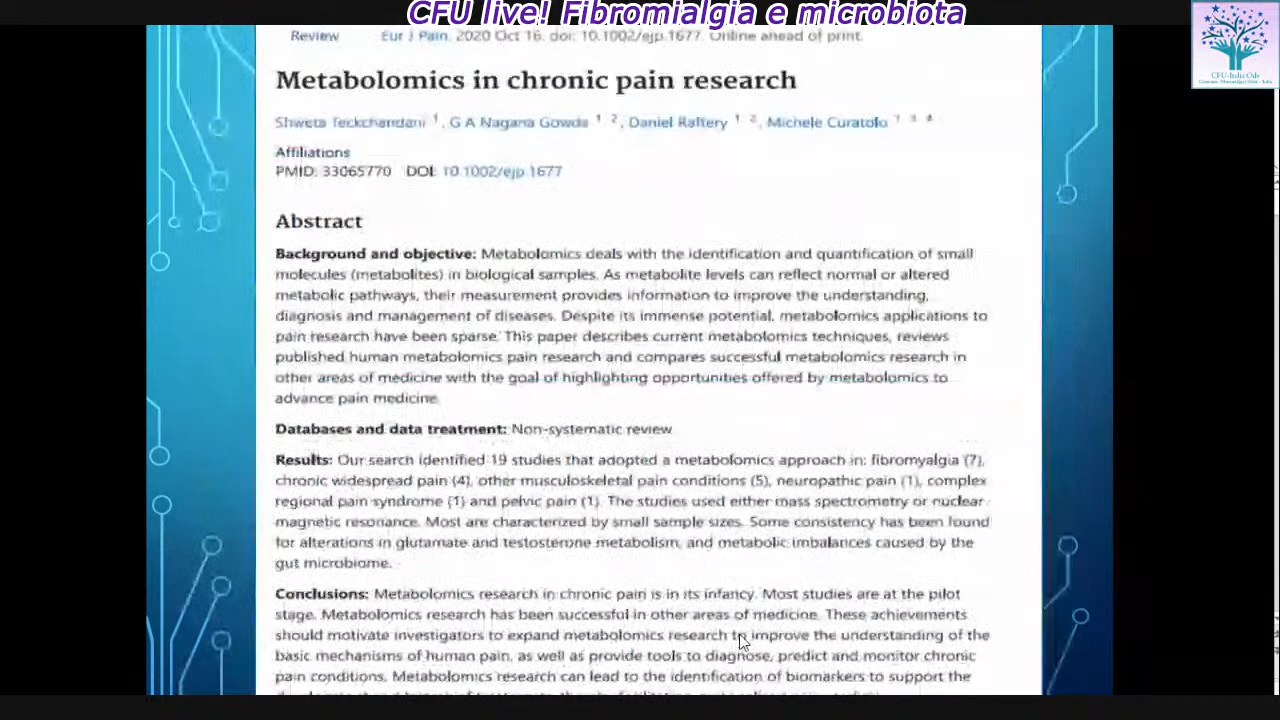 CFU live! Fibromialgia e microbiota
Review Eur J Pain. 2020 Oct 16. doi: 10.1002/ejp.1677. Online ahead of print.
Metabolomics in chronic pain research
Shweta Teckchandani 1, G A Nagana Gowda 1 2, Daniel Raftery 1 2, Michele Curatolo 1 3 4
Affiliations
PMID: 33065770 DOI: 10.1002/ejp.1677
Abstract
Background and objective: Metabolomics deals with the identification and quantification of small
molecules (metabolites) in biological samples. As metabolite levels can reflect normal or altered
metabolic pathways, their measurement provides information to improve the understanding,
diagnosis and management of diseases. Despite its immense potential, metabolomics applications to
pain research have been sparse. This paper describes current metabolomics techniques, reviews
published human metabolomics pain research and compares successful metabolomics research in
other areas of medicine with the goal of highlighting opportunities offered by metabolomics to
advance pain medicine.
Databases and data treatment: Non-systematic review
Results: Our search identified 19 studies that adopted a metabolomics approach in: fibromyalgia (7),
chronic widespread pain (4), other musculoskeletal pain conditions (5), neuropathic pain (1), complex
regional pain syndrome (1) and pelvic pain (1). The studies used either mass spectrometry or nuclear
magnetic resonance. Most are characterized by small sample sizes. Some consistency has been found
for alterations in glutamate and testosterone metabolism, and metabolic imbalances caused by the
gut microbiome.
Conclusions: Metabolomics research in chronic pain is in its infancy. Most studies are at the pilot
stage. Metabolomics research has been successful in other areas of medicine. These achievements
should motivate investigators to expand metabolomics research to improve the understanding of the
basic mechanisms of human pain, as well as provide tools to diagnose, predict and monitor chronic
pain conditions. Metabolomics research can lead to the identification of biomarkers to support the
CFU-Italia Odv